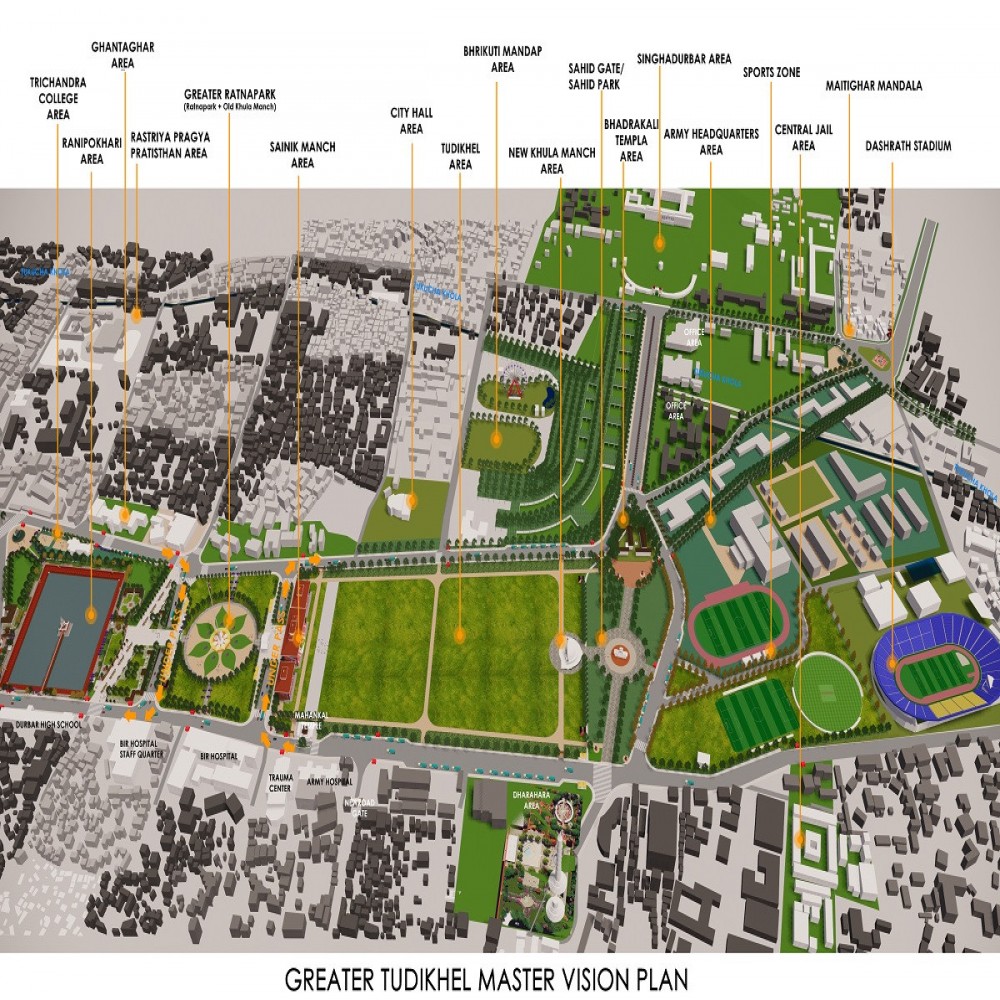 GHANTAGHAR
AREA
TRICHANDRA
COLLEGE
AREA
RANIPOKHARI
AREA
RASTRIYA PRAGYA
PRATISTHAN AREA
GREATER RATNAPARK
(Ratnapark + Old Khula Manch)
SAINIK MANCH
AREA
CITY HALL
AREA
TUDIKHEL
AREA
BHRIKUTI MANDAP
AREA
NEW KHULA MANCH
AREA
SAHID GATE/
SAHID PARK
BHADRAKALI
TEMPLA
AREA
SINGHADURBAR AREA
ARMY HEADQUARTERS
AREA
SPORTS ZONE
CENTRAL JAIL
AREA
MAITIGHAR MANDALA
DASHRATH STADIUM
OFFICE
AREA
OFFICE
AREA
UNDER PASS
UNDER PASS
DURBAR HIGH SCHOOL
BIR HOSPITAL
STAFF QUARTER
BIR HOSPITAL
TRAUMA
CENTER
MAHANKAL
ARMY HOSPITAL
GATE
DHARAHARA
AREA
GREATER TUDIKHEL MASTER VISION PLAN